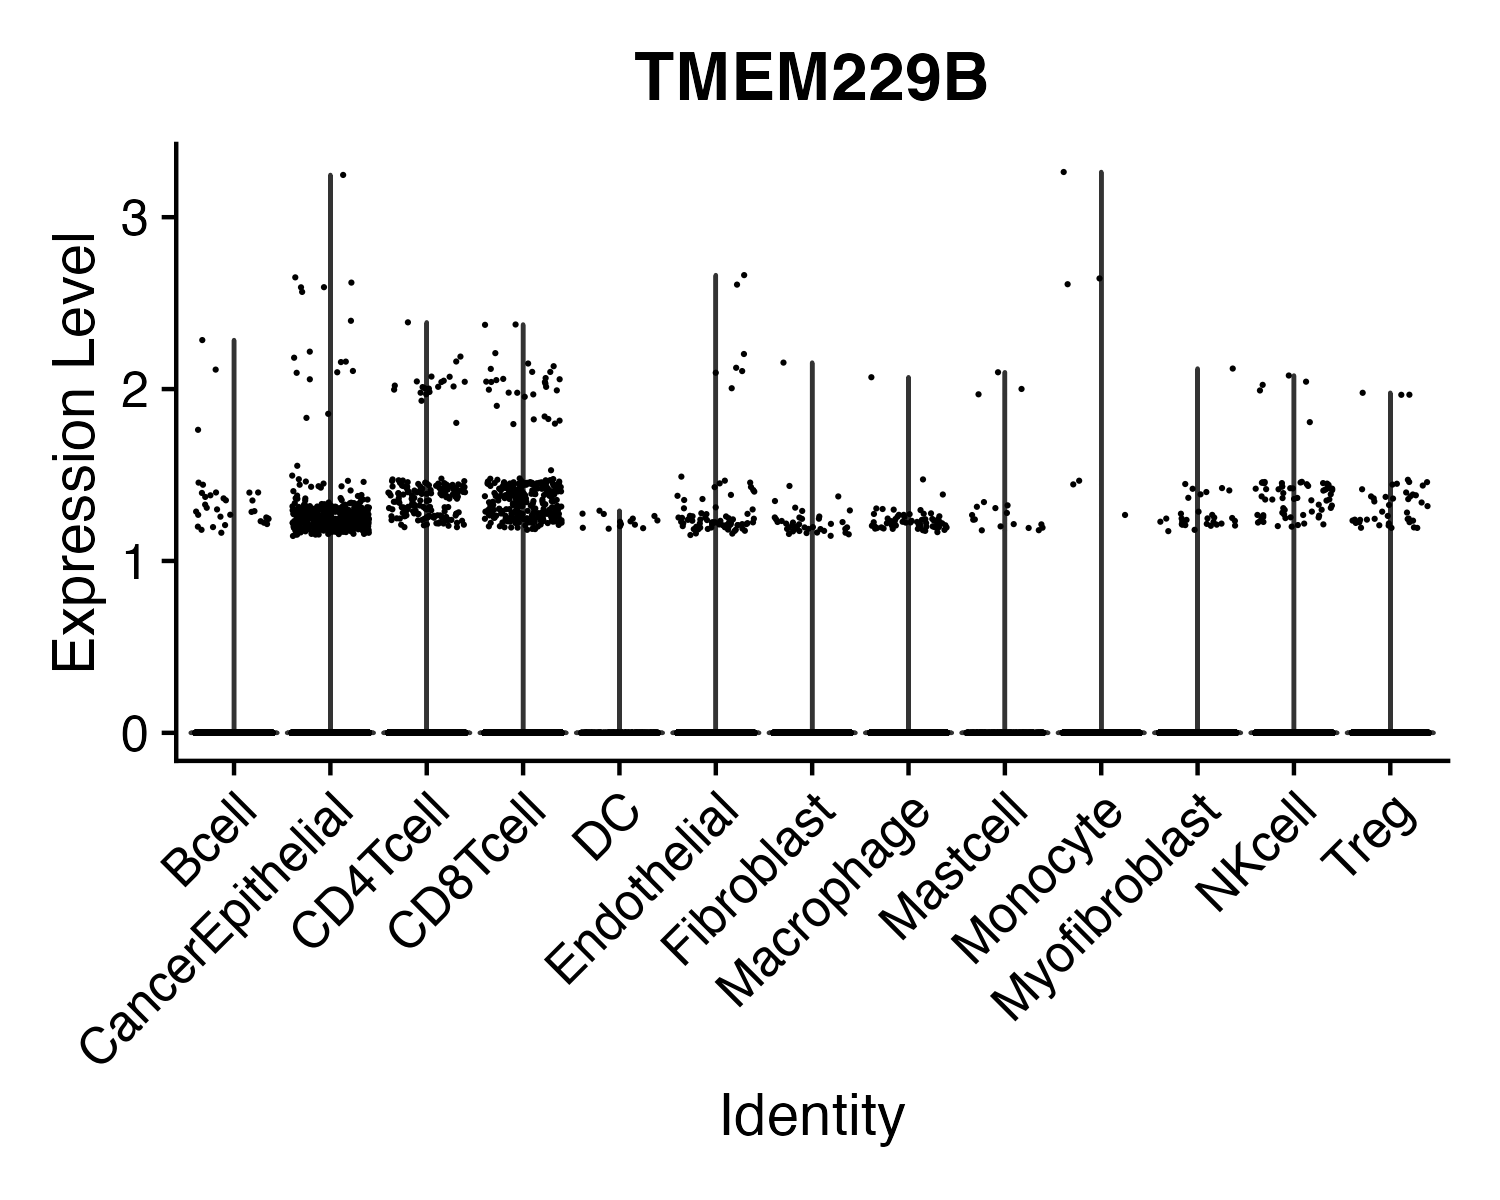 TMEM229B
Expression Level
3
2
1
0
Bcell
CancerEpithelial
CD4Tcell
CD8Tcell
DC
Endothelial
Fibroblast
Macrophage
Mastcell
Monocyte
Myofibroblast
NKcell
Treg
Identity